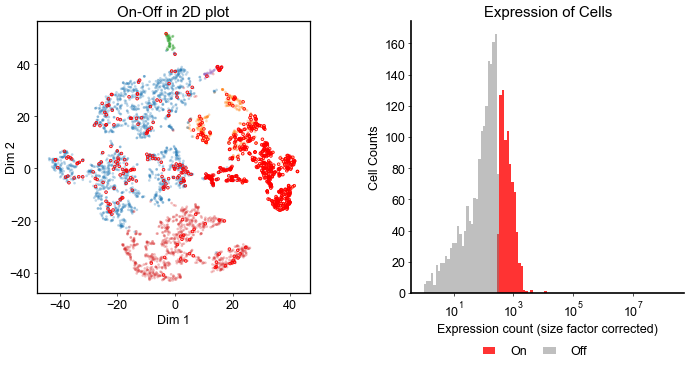 On-Off in 2D plot
40
20
0
−20
−40
Dim 2
−40
−20
0
20
40
Dim 1
Expression of Cells
160
140
120
100
80
60
40
20
0
Cell Counts
10^1
10^3
10^5
10^7
Expression count (size factor corrected)
On
Off